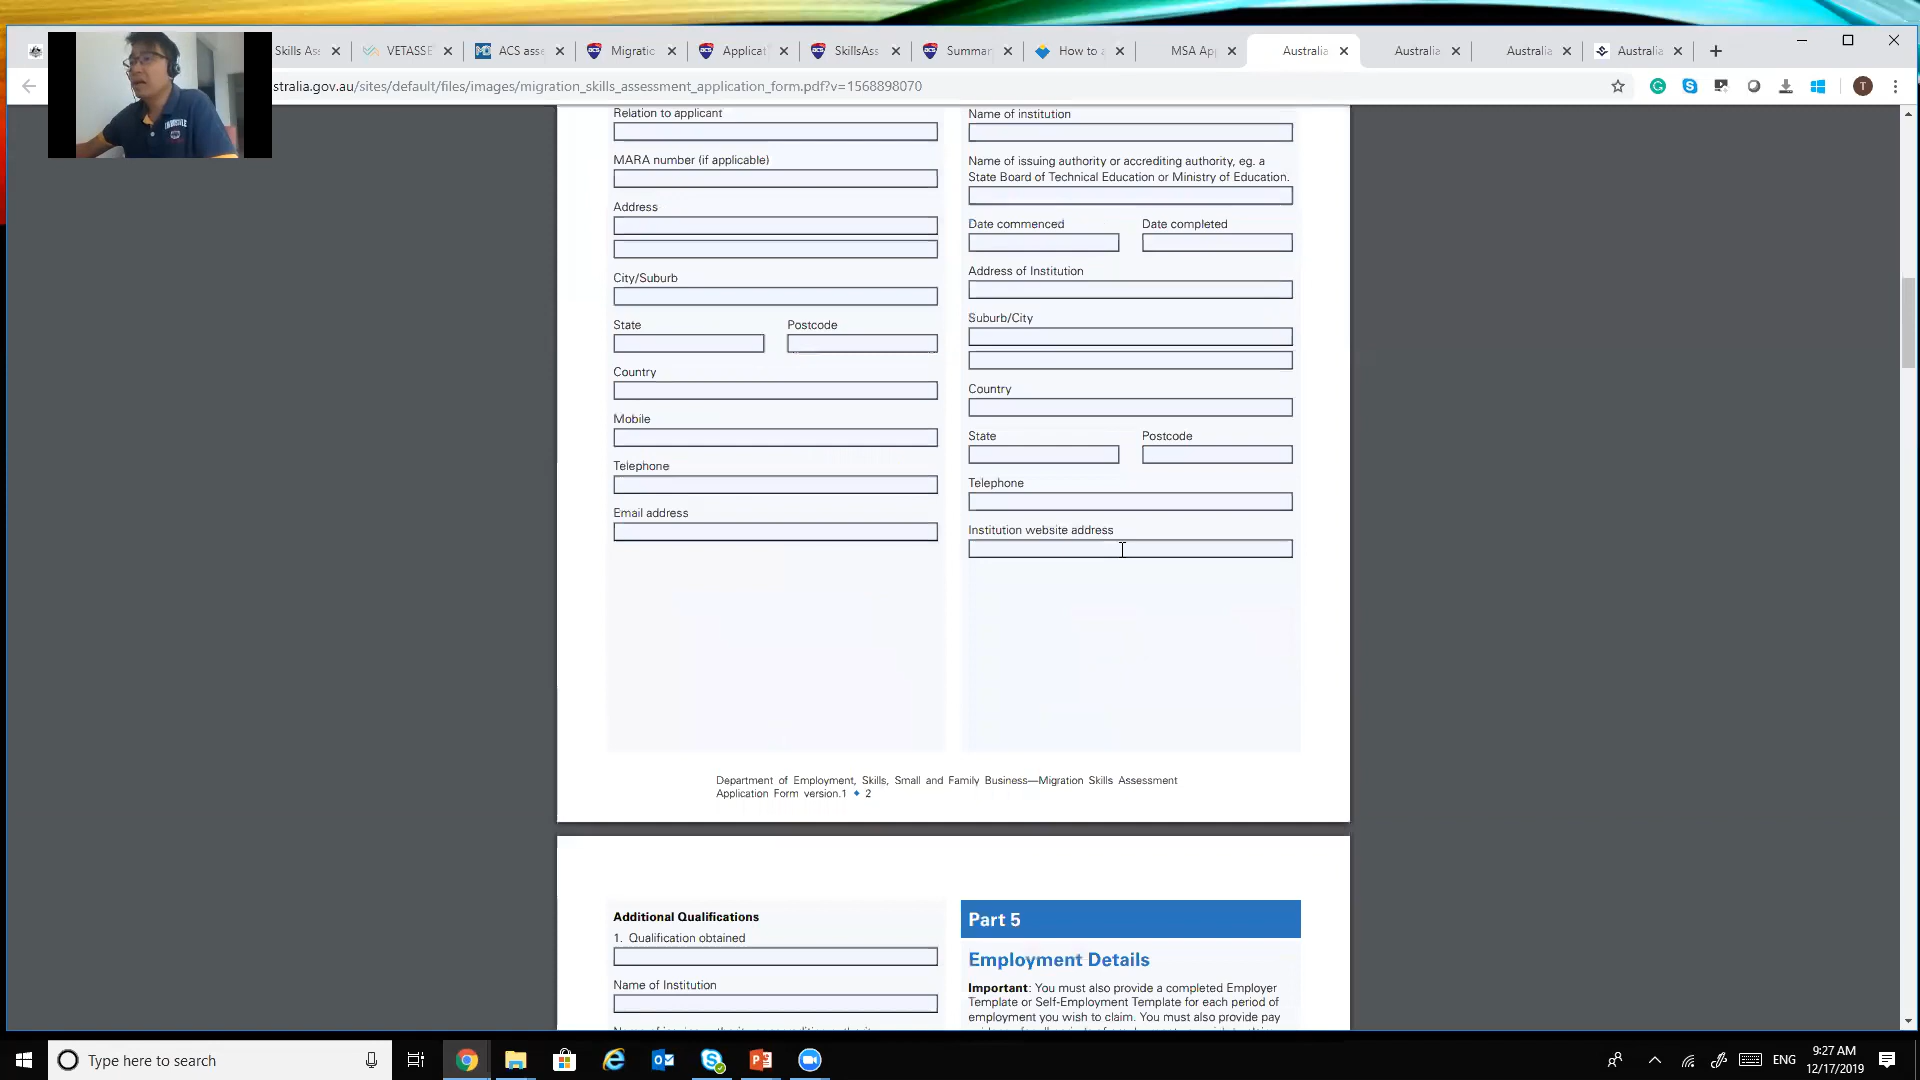 Skills As
VETASSE
ACS asse
Migratio
Applicat
SkillsAss
Summar
How to a
MSA Ap
Australia
Australia
Australia
Australia
stralia.gov.au/sites/default/files/images/migration_skills_assessment_application_form.pdf?v=1568898070
T
Relation to applicant
MARA number (if applicable)
Address
City/Suburb
State Postcode
Country
Mobile
Telephone
Email address
Name of institution
Name of issuing authority or accrediting authority, eg. a
State Board of Technical Education or Ministry of Education.
Date commenced Date completed
Address of Institution
Suburb/City
Country
State Postcode
Telephone
Institution website address
Department of Employment, Skills, Small and Family Business—Migration Skills Assessment
Application Form version.1 ◆ 2
Additional Qualifications
1. Qualification obtained
Name of Institution
Part 5
Employment Details
Important: You must also provide a completed Employer
Template or Self-Employment Template for each period of
employment you wish to claim. You must also provide pay
Type here to search
ENG
9:27 AM
12/17/2019